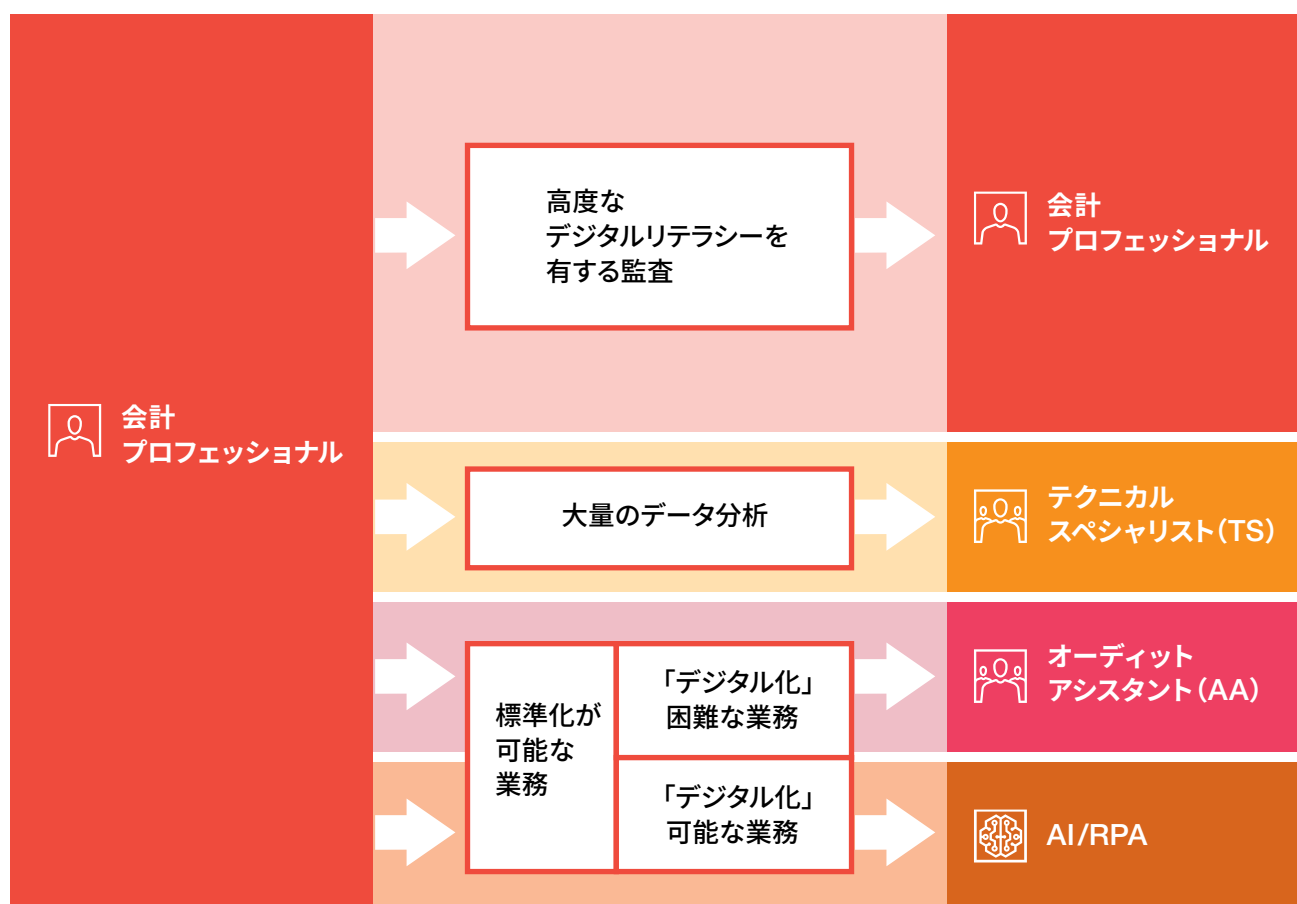 会計
プロフェッショナル
高度な
デジタルリテラシーを
有する監査
会計
プロフェッショナル
大量のデータ分析
テクニカル
スペシャリスト(TS)
標準化が
可能な
業務
「デジタル化」
困難な業務
オーディット
アシスタント(AA)
「デジタル化」
可能な業務
AI/RPA